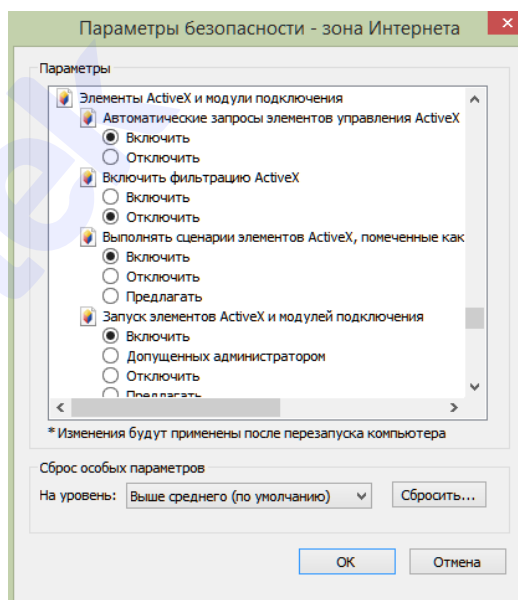 Параметры безопасности - зона Интернета
Параметры
Элементы ActiveX и модули подключения
Автоматические запросы элементов управления ActiveX
Включить
Отключить
Включить фильтрацию ActiveX
Включить
Отключить
Выполнять сценарии элементов ActiveX, помеченные как
Включить
Отключить
Предлагать
Запуск элементов ActiveX и модулей подключения
Включить
Допущенных администратором
Отключить
Предлагать
* Изменения будут применены после перезапуска компьютера
Сброс особых параметров
На уровень: Выше среднего (по умолчанию) Сбросить...
ОК Отмена